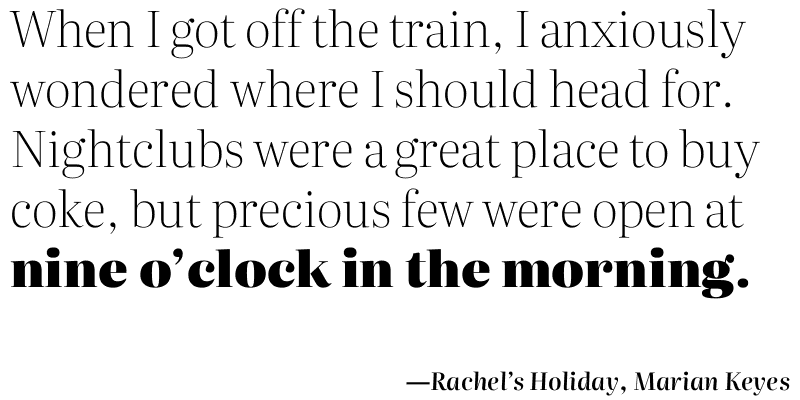 When I got off the train, I anxiously
wondered where I should head for.
Nightclubs were a great place to buy
coke, but precious few were open at
nine o’clock in the morning.
—Rachel’s Holiday, Marian Keyes